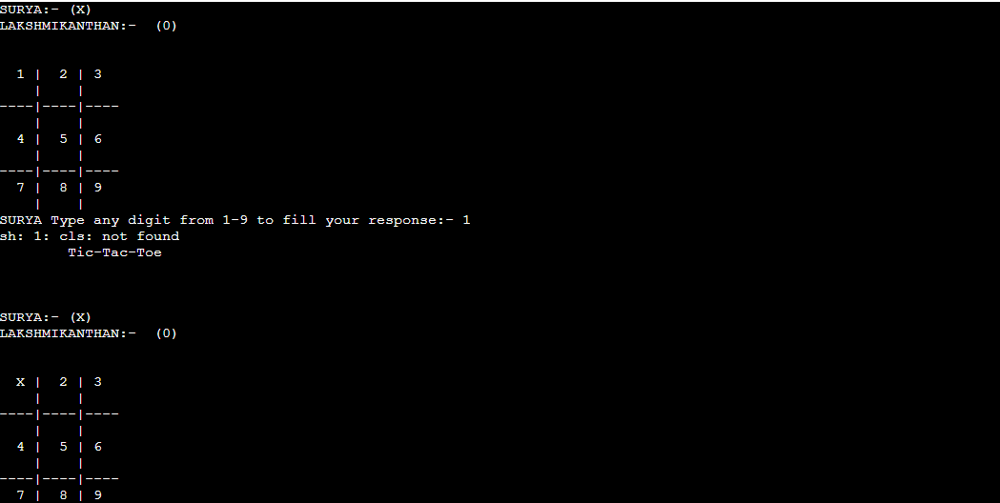 SURYA:- (X)
LAKSHMIKANTHAN:-  (0)
  1 |  2 | 3
    |    |
----|----|----
    |    |
  4 |  5 | 6
    |    |
----|----|----
  7 |  8 | 9
    |    |
SURYA Type any digit from 1-9 to fill your response:- 1
sh: 1: cls: not found
        Tic-Tac-Toe
SURYA:- (X)
LAKSHMIKANTHAN:-  (0)
  X |  2 | 3
    |    |
----|----|----
    |    |
  4 |  5 | 6
    |    |
----|----|----
  7 |  8 | 9